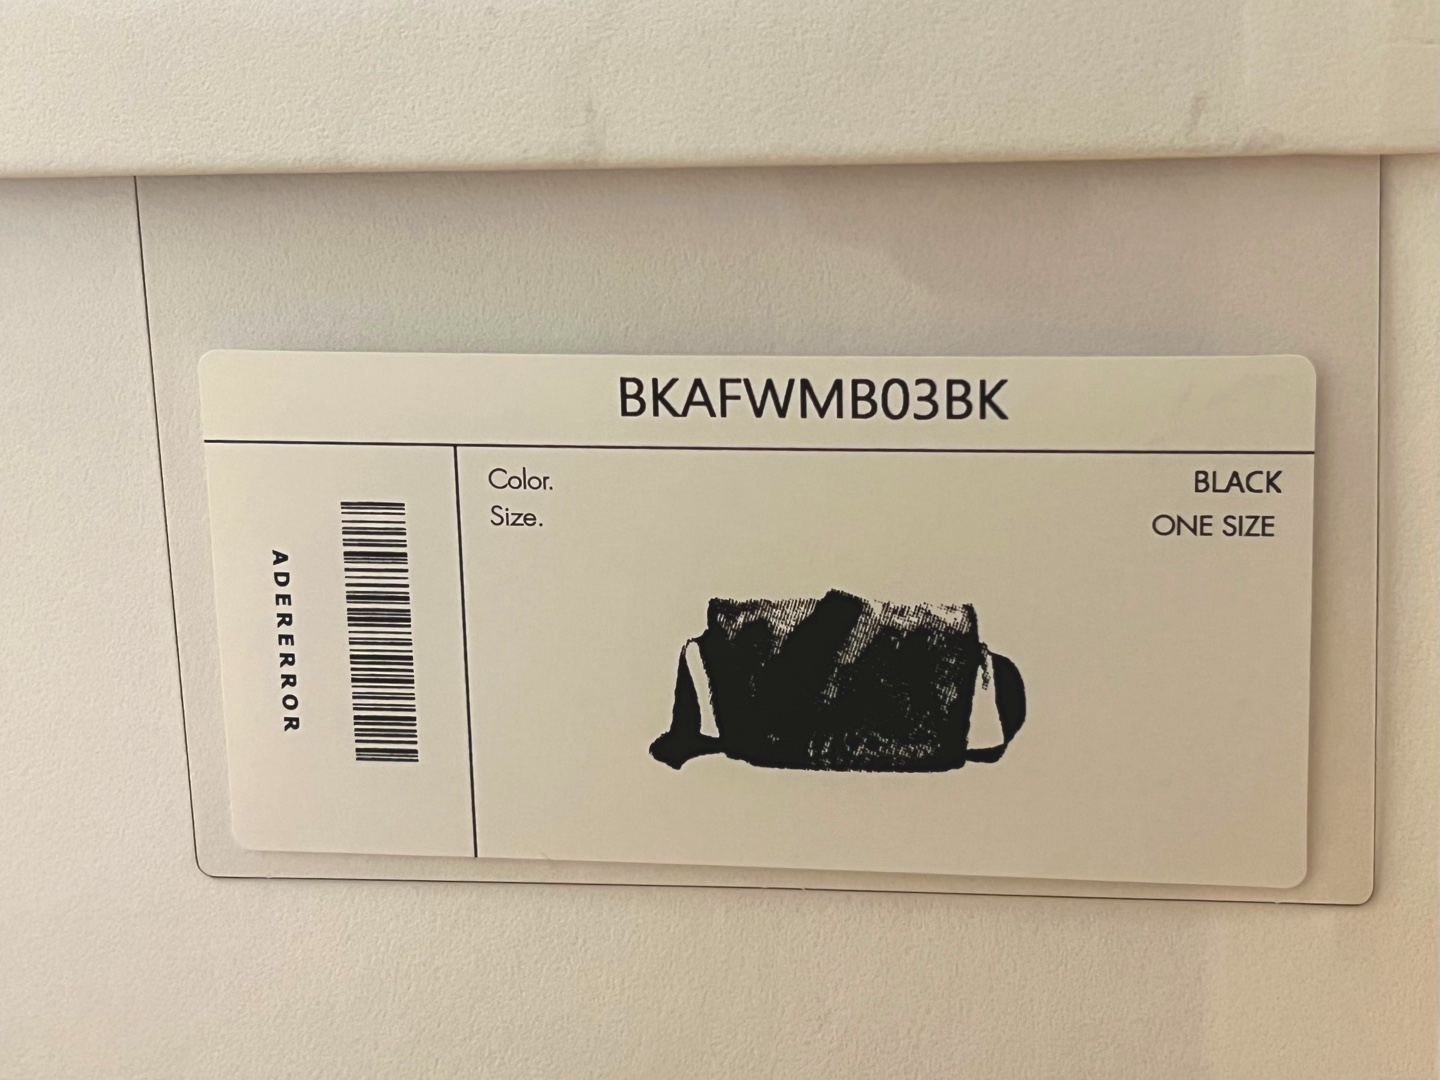 BKAFWMB03BK
Color. BLACK
Size. ONE SIZE
ADERERROR